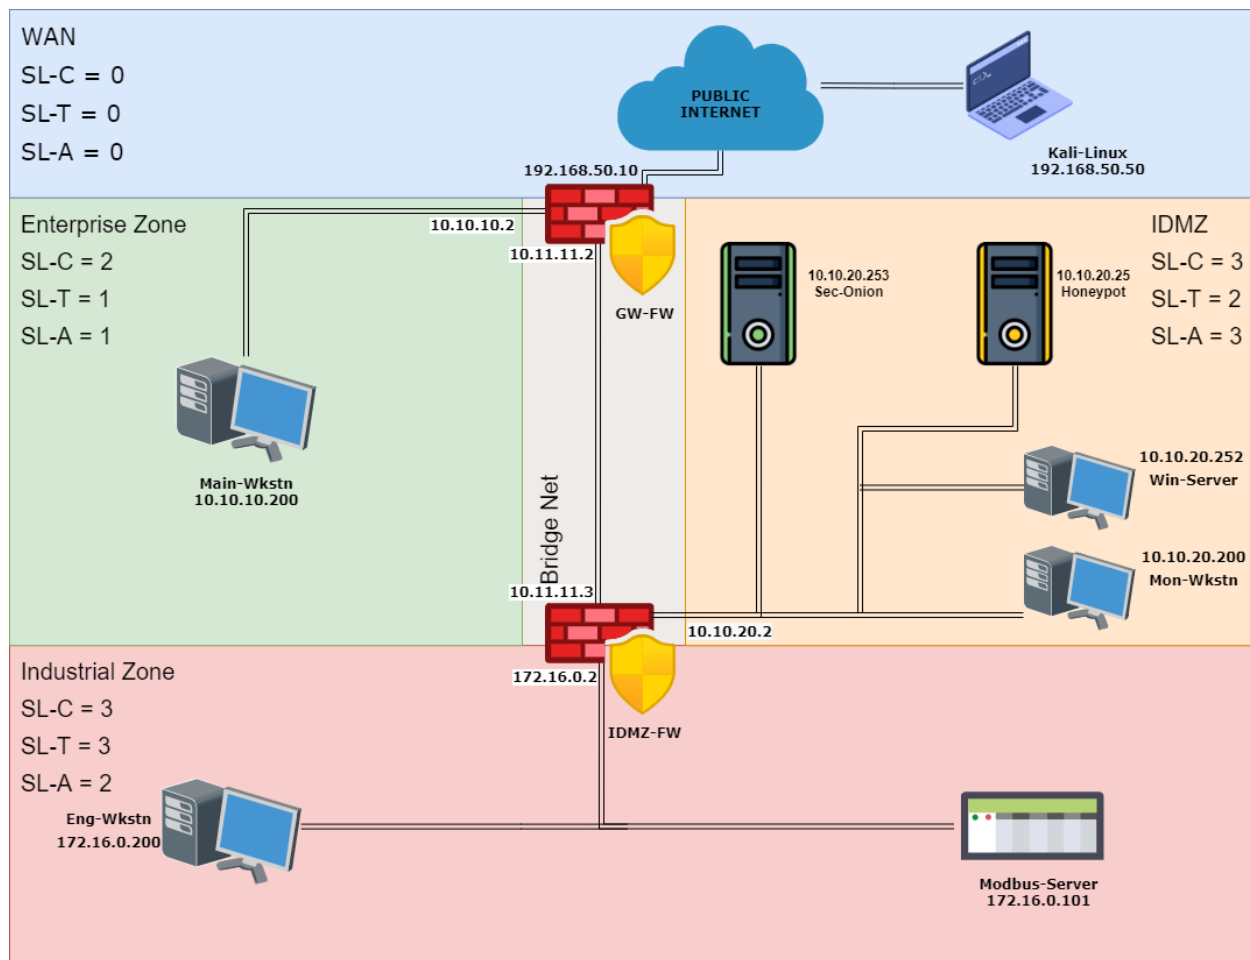 WAN
SL-C = 0
SL-T = 0
SL-A = 0
PUBLIC
INTERNET
Kali-Linux
192.168.50.50
192.168.50.10
Enterprise Zone
SL-C = 2
SL-T = 1
SL-A = 1
10.10.10.2
10.11.11.2
GW-FW
Main-Wkstn
10.10.10.200
Bridge Net
10.11.11.3
IDMZ
SL-C = 3
SL-T = 2
SL-A = 3
10.10.20.253
Sec-Onion
10.10.20.25
Honeypot
10.10.20.252
Win-Server
10.10.20.200
Mon-Wkstn
10.10.20.2
172.16.0.2
IDMZ-FW
Industrial Zone
SL-C = 3
SL-T = 3
SL-A = 2
Eng-Wkstn
172.16.0.200
Modbus-Server
172.16.0.101